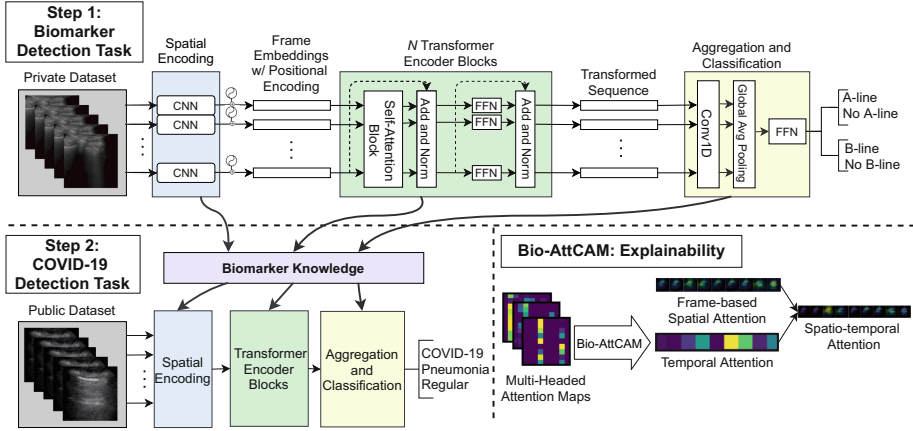 Step 1:
Biomarker
Detection Task
Private Dataset
Spatial
Encoding
CNN
CNN
CNN
Frame
Embeddings
w/ Positional
Encoding
N Transformer
Encoder Blocks
Self-Attention
Block
Add and Norm
FFN
FFN
FFN
Add and Norm
Transformed
Sequence
Aggregation and
Classification
Conv1D
Global Avg Pooling
FFN
A-line
No A-line
B-line
No B-line
Step 2:
COVID-19
Detection Task
Public Dataset
Biomarker Knowledge
Spatial
Encoding
Transformer
Encoder
Blocks
Aggregation
and
Classification
COVID-19
Pneumonia
Regular
Bio-AttCAM: Explainability
Multi-Headed
Attention Maps
Bio-AttCAM
Frame-based
Spatial Attention
Temporal Attention
Spatio-temporal
Attention